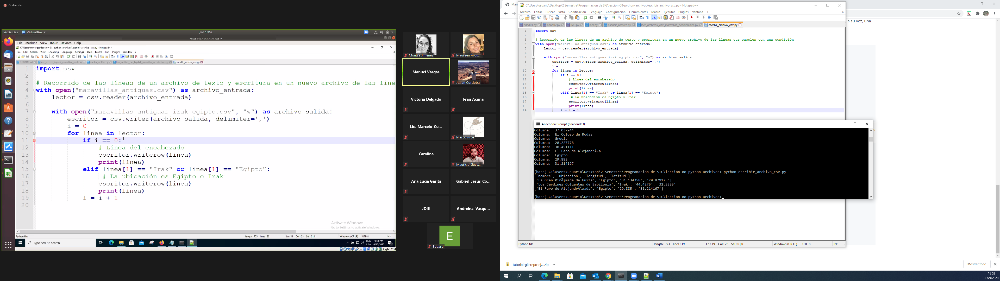 Grabando
Activities
VirtualBox
jue 18:52
*Untitled Document 2
File Machine View Input Devices Help
C:\Users\mfvargas\leccion-08-python-archivos\escribir_archivo_csv.py - Notepad++
File Edit Search View Encoding Language Settings Tools Macro Run Plugins Window ?
README.md
escribir_archivo.py
escribir_archivo_csv.py
1 import csv
2
3 # Recorrido de las líneas de un archivo de texto y escritura en un nuevo archivo de las líne
4 with open("maravillas_antiguas.csv") as archivo_entrada:
5 lector = csv.reader(archivo_entrada)
6
7 with open("maravillas_antiguas_irak_egipto.csv", "w") as archivo_salida:
8 escritor = csv.writer(archivo_salida, delimiter=',')
9 i = 0
10 for linea in lector:
11 if i == 0:
12 # Línea del encabezado
13 escritor.writerow(linea)
14 print(linea)
15 elif linea[1] == "Irak" or linea[1] == "Egipto":
16 # La ubicación es Egipto o Irak
17 escritor.writerow(linea)
18 print(linea)
19 i = i + 1
20
Activate Windows
Go to Settings to activate Windows.
Python file
length : 775 lines : 20
Ln : 11 Col : 23 Sel : 0 | 0
Windows (CR LF)
UTF-8
INS
Type here to search
ENG
LAA
6:52 PM
9/17/2020
Right Ctrl
Montse Jiménez
Maureen Argu...
Manuel Vargas
Johan Cordoba
Victoria Delgado
Fran Acuña
Lic. Marcelo Cu...
Marco Arce
Carolina
Mauricio Guev...
Ana Lucía Garita
Gabriel Jesús Co...
JDIII
Andreina Vásqu...
E
Eduard
Man
C:\Users\usuario\Desktop\2 Semestre\Programacion de SIG\leccion-08-python-archivos\escribir_archivo_csv.py - Notepad++
Archivo Editar Buscar Vista Codificación Lenguaje Configuración Herramientas Macro Ejecutar Plugins Ventana ?
X
edad01.py
edad02.py
IMC.py
leer.py
escribir_archivo.py
leer_archivos_csv_maravillas_occidentales.py
escribir_archivo_csv.py
, a su vez, una
1 import csv
2
3 # Recorrido de las líneas de un archivo de texto y escritura en un nuevo archivo de las líneas que cumplen con una condición
4 with open("maravillas_antiguas.csv") as archivo_entrada:
5 lector = csv.reader(archivo_entrada)
6
7 with open("maravillas_antiguas_irak_egipto.csv", "w") as archivo_salida:
8 escritor = csv.writer(archivo_salida, delimiter=',')
9 i = 0
10 for linea in lector:
11 if i == 0:
12 # Línea del encabezado
13 escritor.writerow(linea)
14 print(linea)
15 elif linea[1] == "Irak" or linea[1] == "Egipto":
16 # La ubicación es Egipto o Irak
17 escritor.writerow(linea)
18 print(linea)
19 i = i + 1
Anaconda Prompt (anaconda3)
Columna: 37.037944
Columna: El Coloso de Rodas
Columna: Grecia
Columna: 28.227778
Columna: 36.451111
Columna: El Faro de AlejandrÃ-a
Columna: Egipto
Columna: 29.885
Columna: 31.214167
(base) C:\Users\usuario\Desktop\2 Semestre\Programacion de SIG\leccion-08-python-archivos> python escribir_archivo_csv.py
['nombre', 'ubicacion', 'longitud', 'latitud']
['La Gran PirÃ¡mide de Guiza', 'Egipto', '31.134358', '29.979175']
['Los Jardines Colgantes de Babilonia', 'Irak', '44.4275', '32.5355']
['El Faro de AlejandrÃ\xada', 'Egipto', '29.885', '31.214167']
(base) C:\Users\usuario\Desktop\2 Semestre\Programacion de SIG\leccion-08-python-archivos>
s
Python file
length : 773 lines : 19
Ln : 19 Col : 22 Sel : 0 | 0
Windows (CR LF)
UTF-8
INS
tutorial-git-repo-ej....zip
Mostrar todo
18:52
17/9/2020